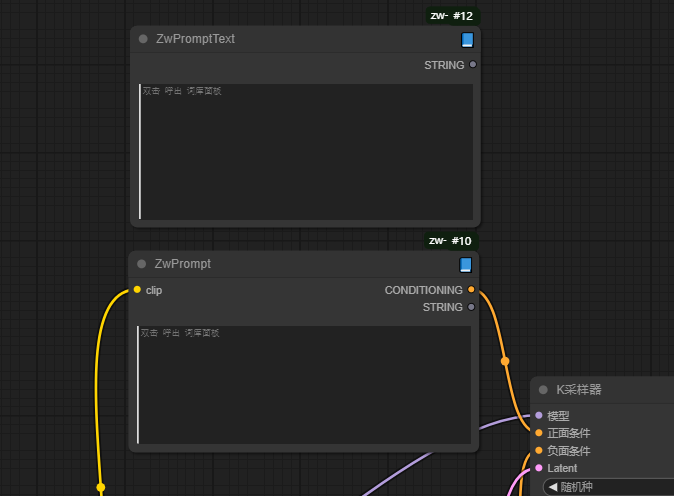 zw- #12
ZwPromptText
STRING
双击 呼出 词库面板
zw- #10
ZwPrompt
clip
CONDITIONING
STRING
双击 呼出 词库面板
K采样器
模型
正面条件
负面条件
Latent
◀ 随机种